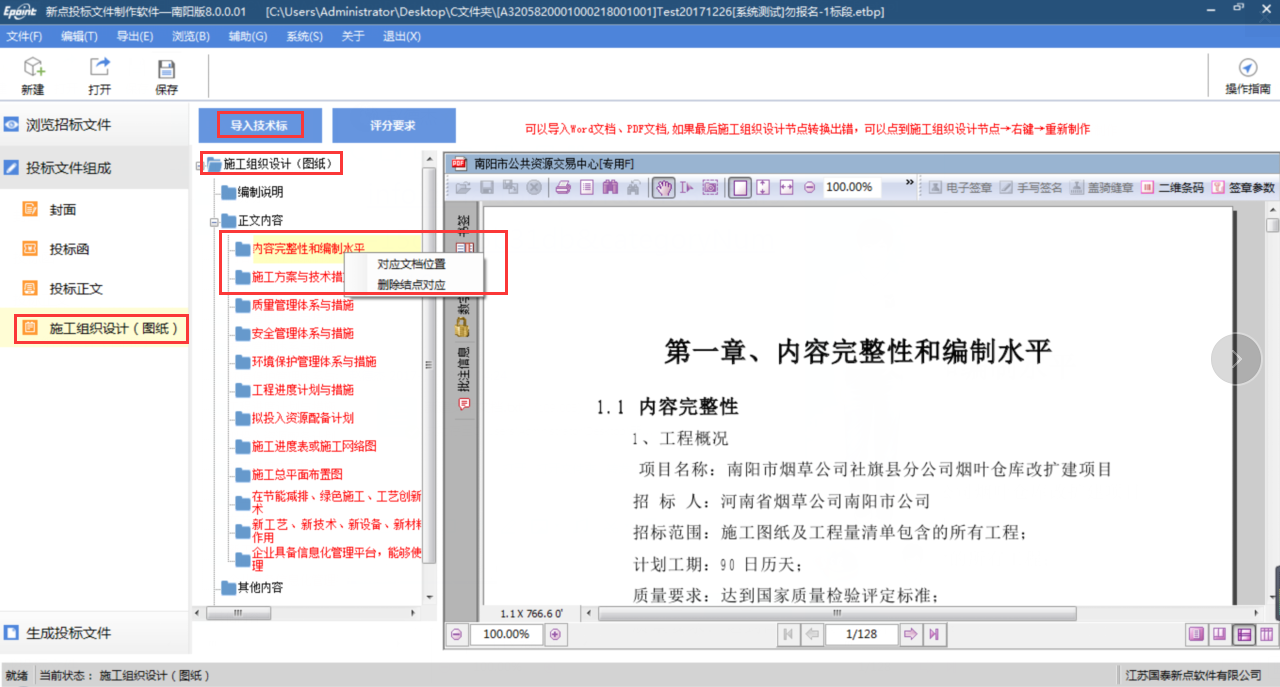 Epoint 新点投标文件制作软件—南阳版8.0.0.01 [C:\Users\Administrator\Desktop\C文件夹\[A3205820001000218001001]Test20171226[系统测试]勿报名-1标段.etbp]
文件(F) 编辑(T) 导出(E) 浏览(B) 辅助(G) 系统(S) 关于 退出(X)
新建 打开 保存 操作指南
浏览招标文件
投标文件组成
封面
投标函
投标正文
施工组织设计（图纸）
生成投标文件
导入技术标 评分要求
可以导入Word文档、PDF文档,如果最后施工组织设计节点转换出错，可以点到施工组织设计节点→右键→重新制作
施工组织设计（图纸）
编制说明
正文内容
内容完整性和编制水平
施工方案与技术措
质量管理体系与措施
安全管理体系与措施
环境保护管理体系与措施
工程进度计划与措施
拟投入资源配备计划
施工进度表或施工网络图
施工总平面布置图
在节能减排、绿色施工、工艺创新
术
新工艺、新技术、新设备、新材料
作用
企业具备信息化管理平台，能够使
理
其他内容
对应文档位置
删除结点对应
南阳市公共资源交易中心[专用F]
100.00% » 电子签章 手写签名 盖骑缝章 二维条码 签章参数
书签
批注信息
第一章、内容完整性和编制水平
1.1 内容完整性
1、工程概况
项目名称：南阳市烟草公司社旗县分公司烟叶仓库改扩建项目
招 标 人：河南省烟草公司南阳市公司
招标范围：施工图纸及工程量清单包含的所有工程；
计划工期：90 日历天；
质量要求：达到国家质量检验评定标准；
1.1 X 766.6 0'
100.00% 1/128
就绪 当前状态： 施工组织设计（图纸） 江苏国泰新点软件有限公司